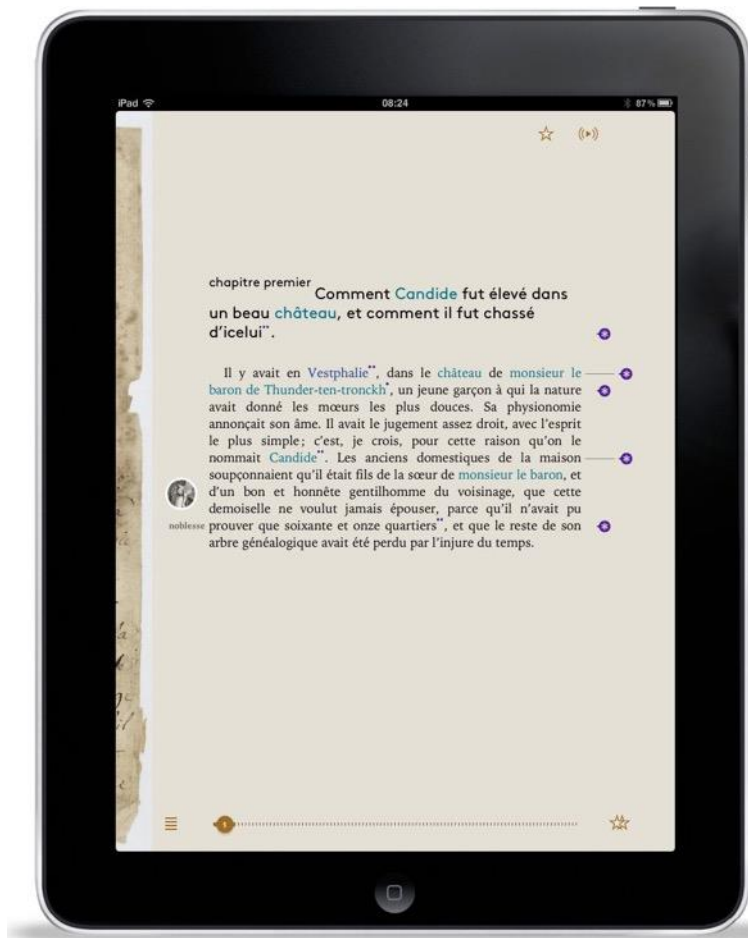 iPad
08:24
87 %
chapitre premier
Comment Candide fut élevé dans
un beau château, et comment il fut chassé
d’icelui**.
Il y avait en Vestphalie**, dans le château de monsieur le
baron de Thunder-ten-tronckh*, un jeune garçon à qui la nature
avait donné les mœurs les plus douces. Sa physionomie
annonçait son âme. Il avait le jugement assez droit, avec l’esprit
le plus simple ; c’est, je crois, pour cette raison qu’on le
nommait Candide**. Les anciens domestiques de la maison
soupçonnaient qu’il était fils de la sœur de monsieur le baron, et
d’un bon et honnête gentilhomme du voisinage, que cette
demoiselle ne voulut jamais épouser, parce qu’il n’avait pu
noblesse
prouver que soixante et onze quartiers**, et que le reste de son
arbre généalogique avait été perdu par l’injure du temps.
1